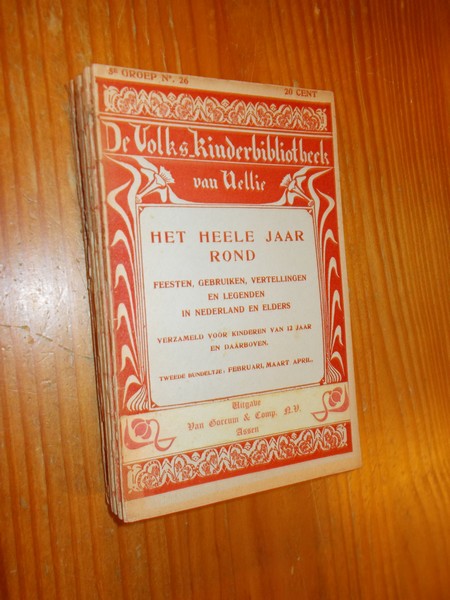 5e GROEP No. 26 20 CENT
De Volks Kinderbibliotheek
van Nellie
HET HEELE JAAR
ROND
FEESTEN, GEBRUIKEN, VERTELLINGEN
EN LEGENDEN
IN NEDERLAND EN ELDERS
VERZAMELD VOOR KINDEREN VAN 12 JAAR
EN DAARBOVEN.
TWEEDE BUNDELTJE: FEBRUARI, MAART APRIL.
Uitgave
Van Gorcum & Comp. N.V.
Assen